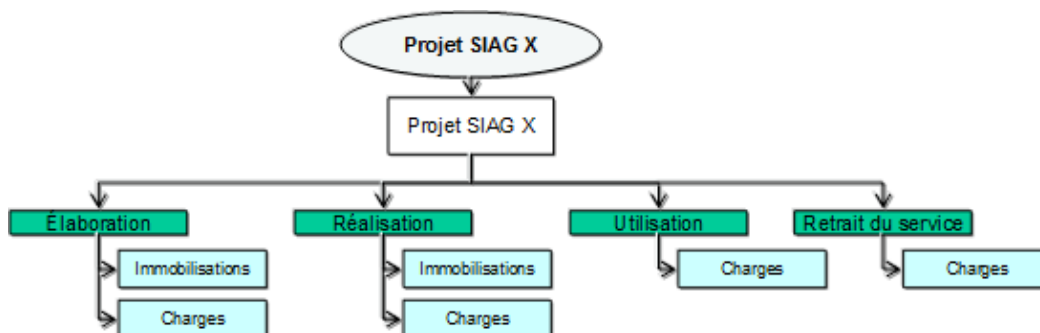 Projet SIAG X
Projet SIAG X
Élaboration
Réalisation
Utilisation
Retrait du service
Immobilisations
Immobilisations
Charges
Charges
Charges
Charges